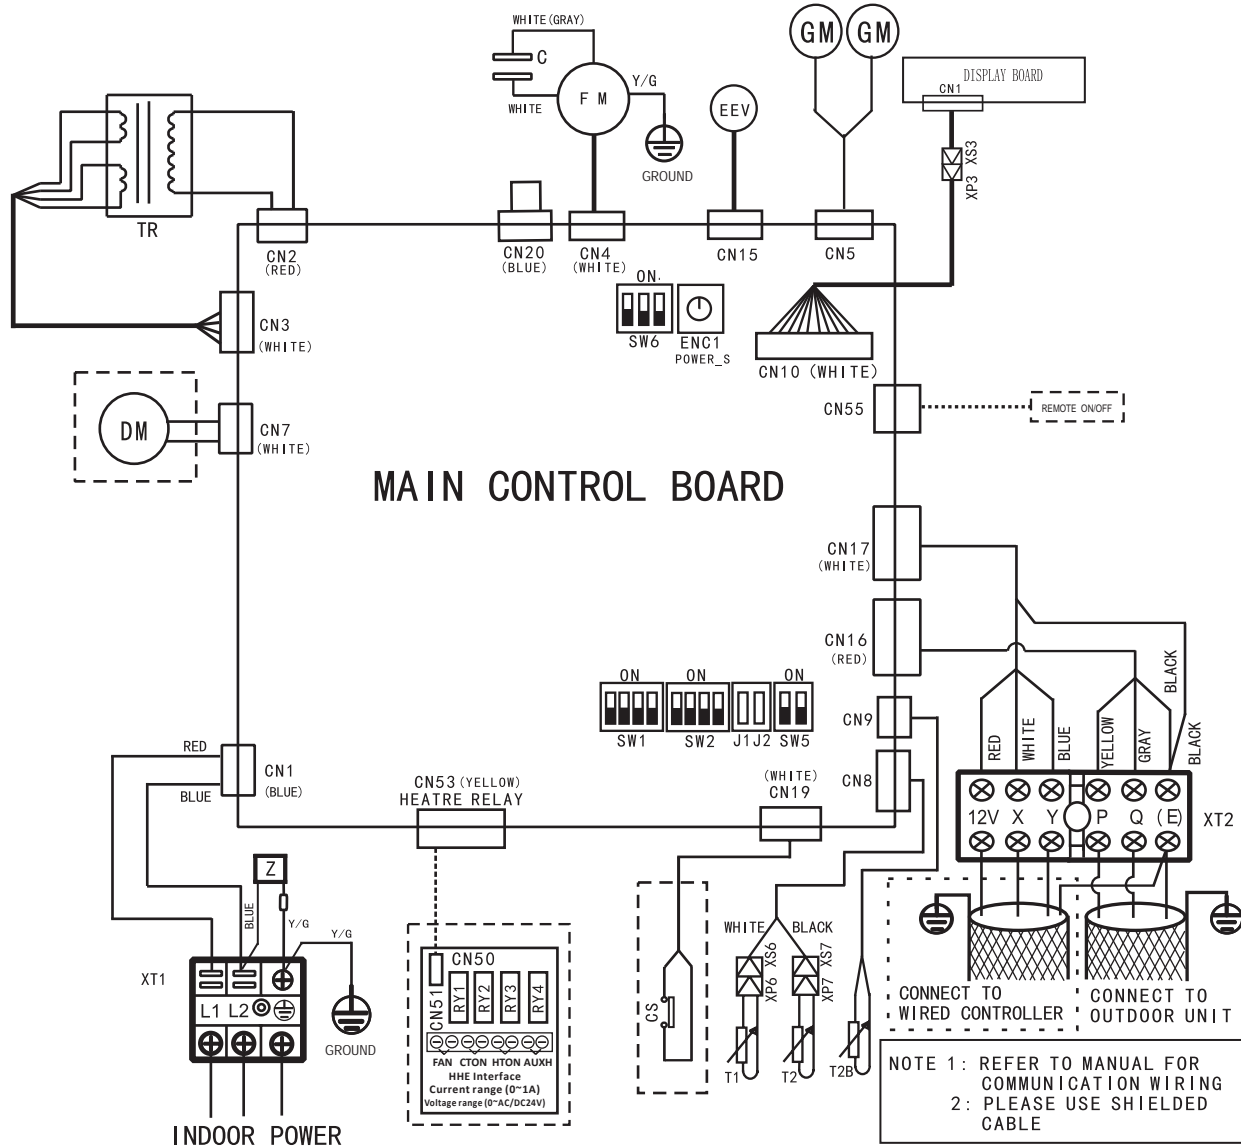 WHITE(GRAY)
C
WHITE
F M
Y/G
GROUND
EEV
GM GM
DISPLAY BOARD
CN1
XP3 XS3
TR
CN2
(RED)
CN20
(BLUE)
CN4
(WHITE)
CN15
CN5
CN3
(WHITE)
ON.
SW6
ENC1
POWER_S
CN10 (WHITE)
DM
CN7
(WHITE)
CN55
REMOTE ON/OFF
MAIN CONTROL BOARD
CN17
(WHITE)
CN16
(RED)
ON
SW1
ON
SW2
J1J2
ON
SW5
CN9
CN8
RED
BLUE
CN1
(BLUE)
CN53 (YELLOW)
HEATRE RELAY
(WHITE)
CN19
RED
WHITE
BLUE
YELLOW
GRAY
BLACK
BLACK
12V X Y P Q (E)
XT2
Z
BLUE
Y/G
Y/G
XT1
L1 L2
GROUND
INDOOR POWER
CN50
CN51
RY1 RY2 RY3 RY4
FAN CTON HTON AUXH
HHE Interface
Current range (0~1A)
Voltage range (0~AC/DC24V)
CS
WHITE
BLACK
XP6 XS6
XP7 XS7
T1
T2
T2B
CONNECT TO
WIRED CONTROLLER
CONNECT TO
OUTDOOR UNIT
NOTE 1: REFER TO MANUAL FOR
COMMUNICATION WIRING
2: PLEASE USE SHIELDED
CABLE